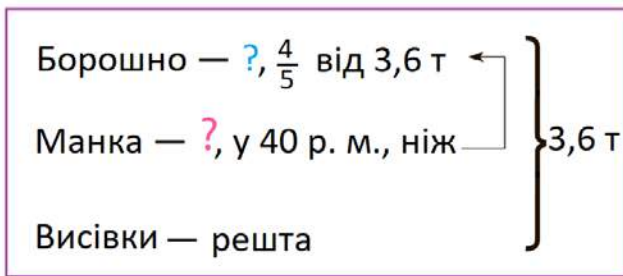 Борошно — ?, 4/5 від 3,6 т
Манка — ?, у 40 р. м., ніж
3,6 т
Висівки — решта